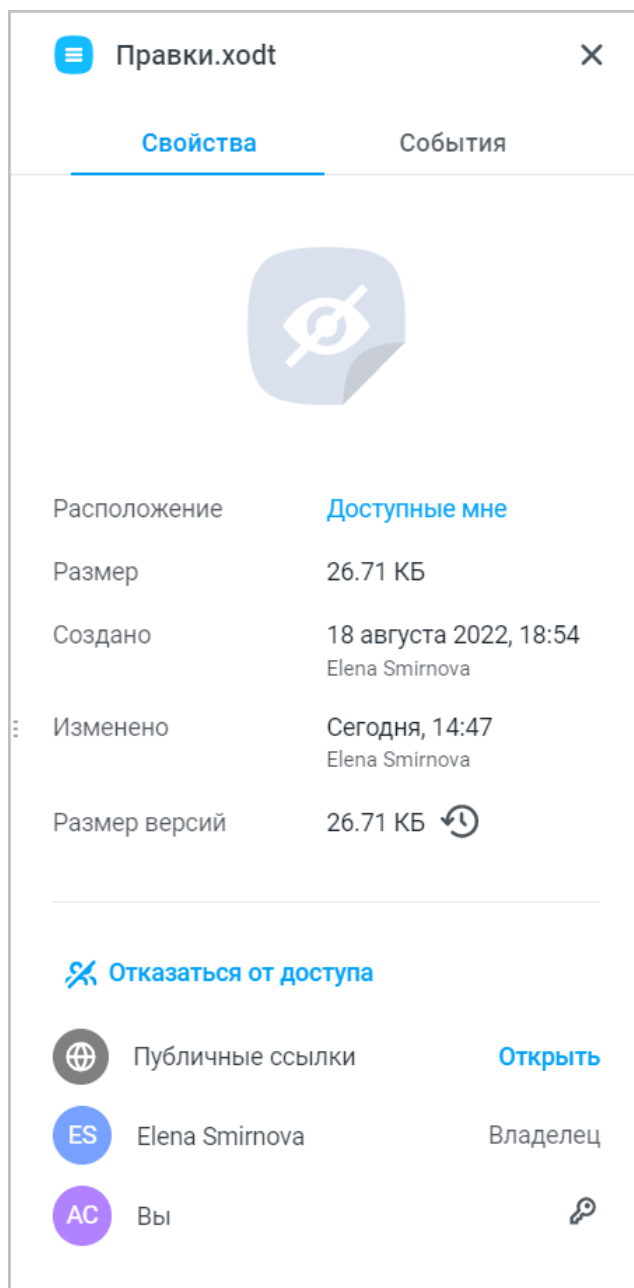 Правки.xodt
Свойства События
Расположение Доступные мне
Размер 26.71 КБ
Создано 18 августа 2022, 18:54
Elena Smirnova
Изменено Сегодня, 14:47
Elena Smirnova
Размер версий 26.71 КБ
Отказаться от доступа
Публичные ссылки Открыть
ES Elena Smirnova Владелец
AC Вы